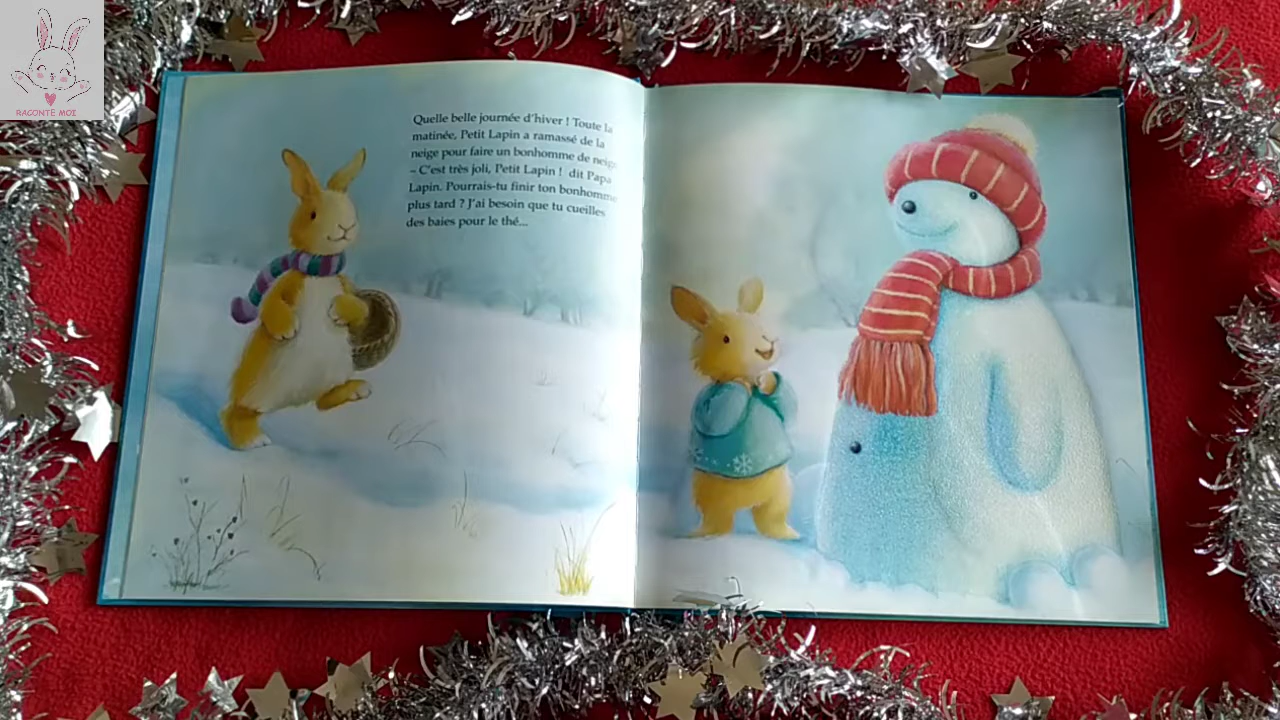 RACONTE MOI
Quelle belle journée d'hiver ! Toute la
matinée, Petit Lapin a ramassé de la
neige pour faire un bonhomme de neige
– C'est très joli, Petit Lapin ! dit Papa
Lapin. Pourrais-tu finir ton bonhomme
plus tard ? J'ai besoin que tu cueilles
des baies pour le thé...